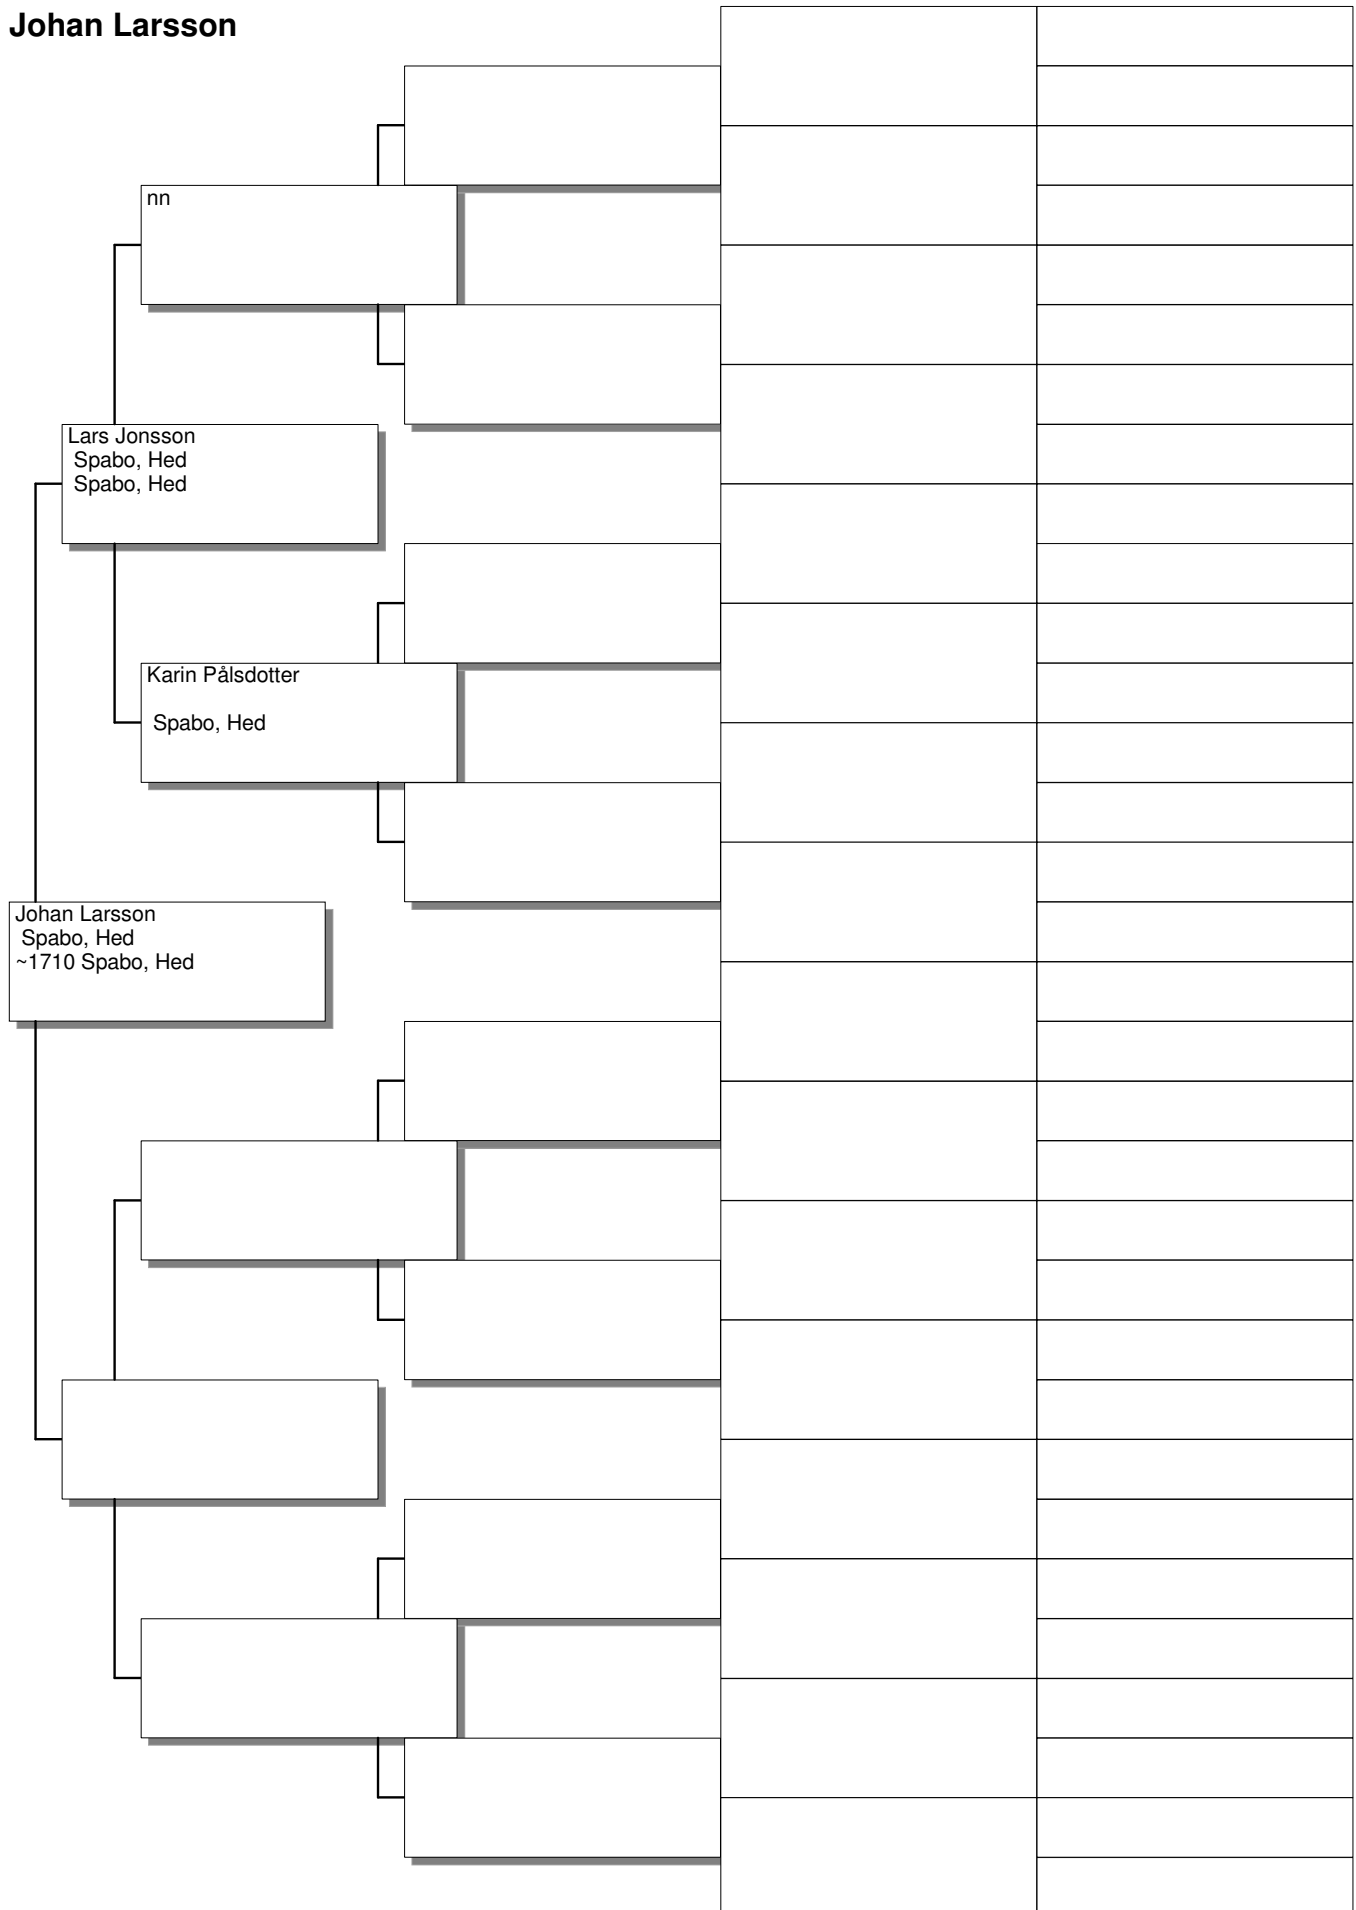 Johan Larsson
nn
Lars Jonsson
Spabo, Hed
Spabo, Hed
Karin Pålsdotter
Spabo, Hed
Johan Larsson
Spabo, Hed
~1710 Spabo, Hed